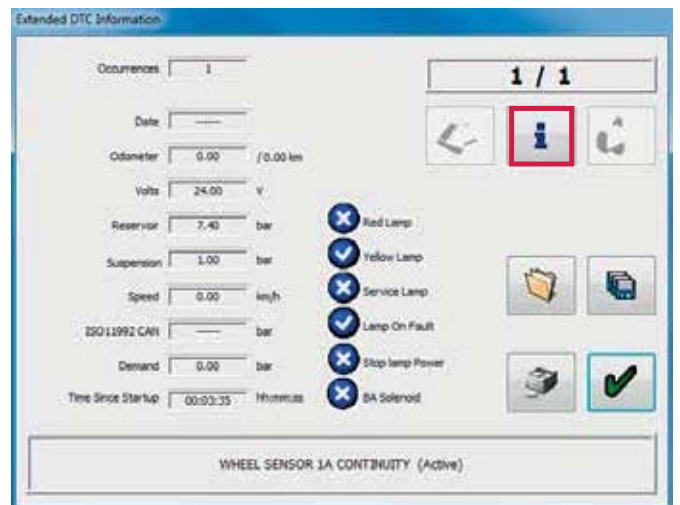 Extended DTC Information
Occurrences 1
1 / 1
Date -----
Odometer 0.00 / 0.00 km
Volts 24.00 V
Reservoir 7.40 bar
Red Lamp
Suspension 1.00 bar
Yellow Lamp
Speed 0.00 km/h
Service Lamp
ISO11992 CAN ----- bar
Lamp On Fault
Demand 0.00 bar
Stop lamp Power
Time Since Startup 00:03:35 hh:mm:ss
BA Solenoid
WHEEL SENSOR 1A CONTINUITY (Active)